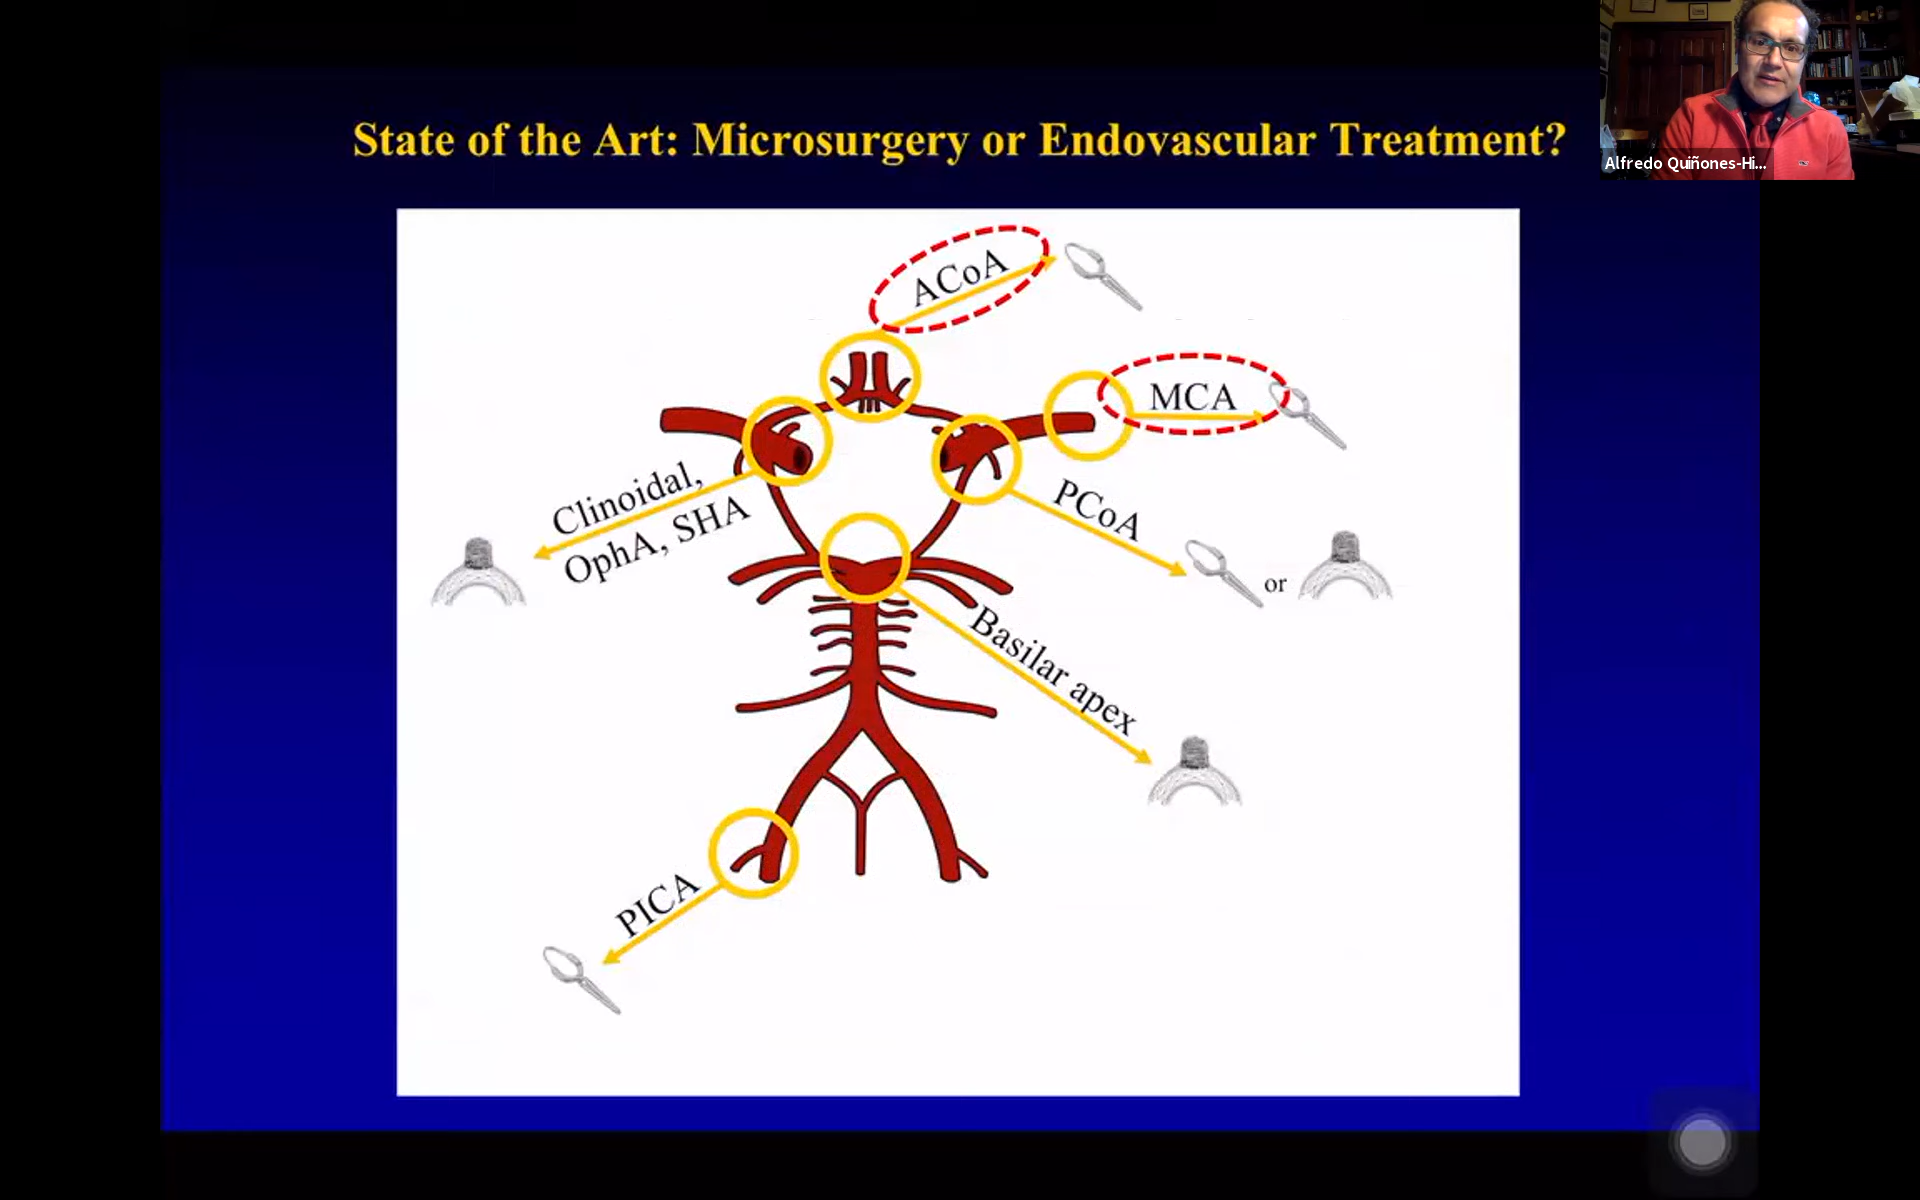 State of the Art: Microsurgery or Endovascular Treatment?
Alfredo Quiñones-Hi...
ACoA
MCA
Clinoidal,
OphA, SHA
PCoA
or
Basilar apex
PICA